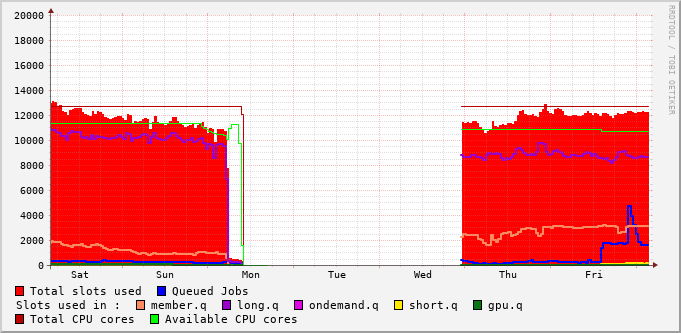 20000
18000
16000
14000
12000
10000
8000
6000
4000
2000
0
Sat Sun Mon Tue Wed Thu Fri
RRDTOOL / TOBI OETIKER
Total slots used Queued Jobs
Slots used in : member.q long.q ondemand.q short.q gpu.q
Total CPU cores Available CPU cores